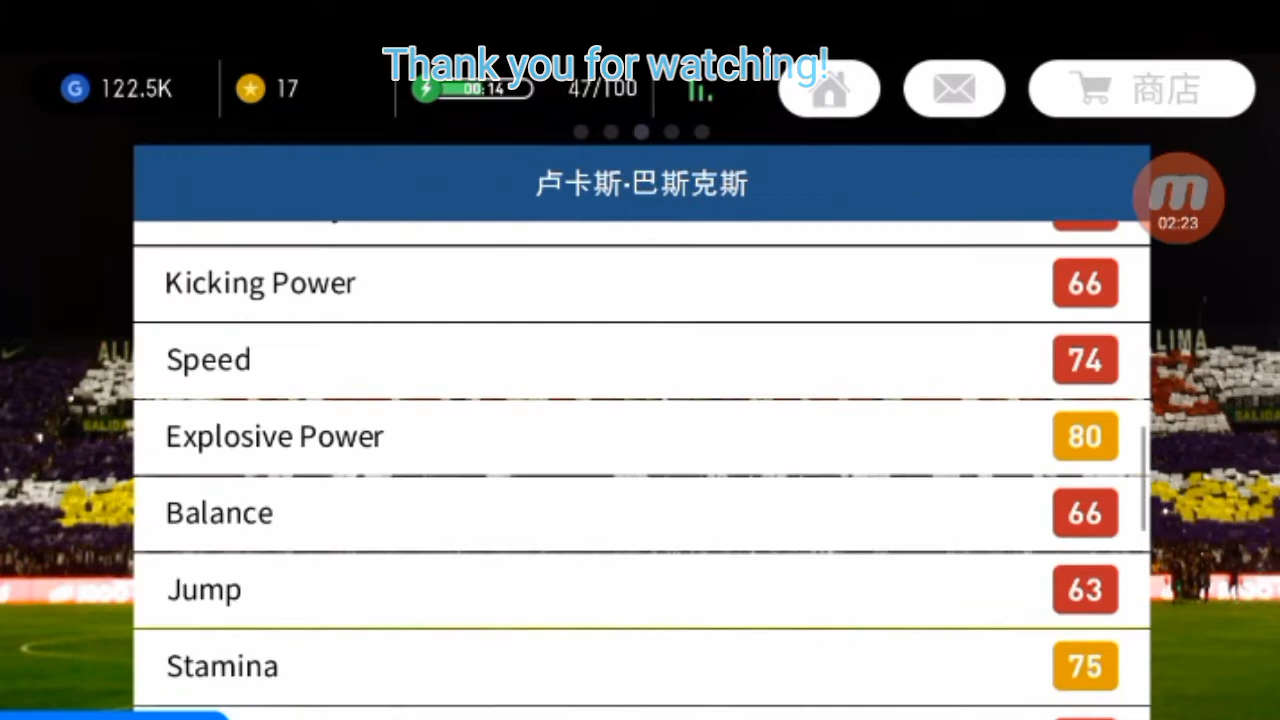 Thank you for watching!
122.5K
17
00:14
47/100
商店
卢卡斯·巴斯克斯
02:23
Kicking Power 66
Speed 74
Explosive Power 80
Balance 66
Jump 63
Stamina 75
LIMA